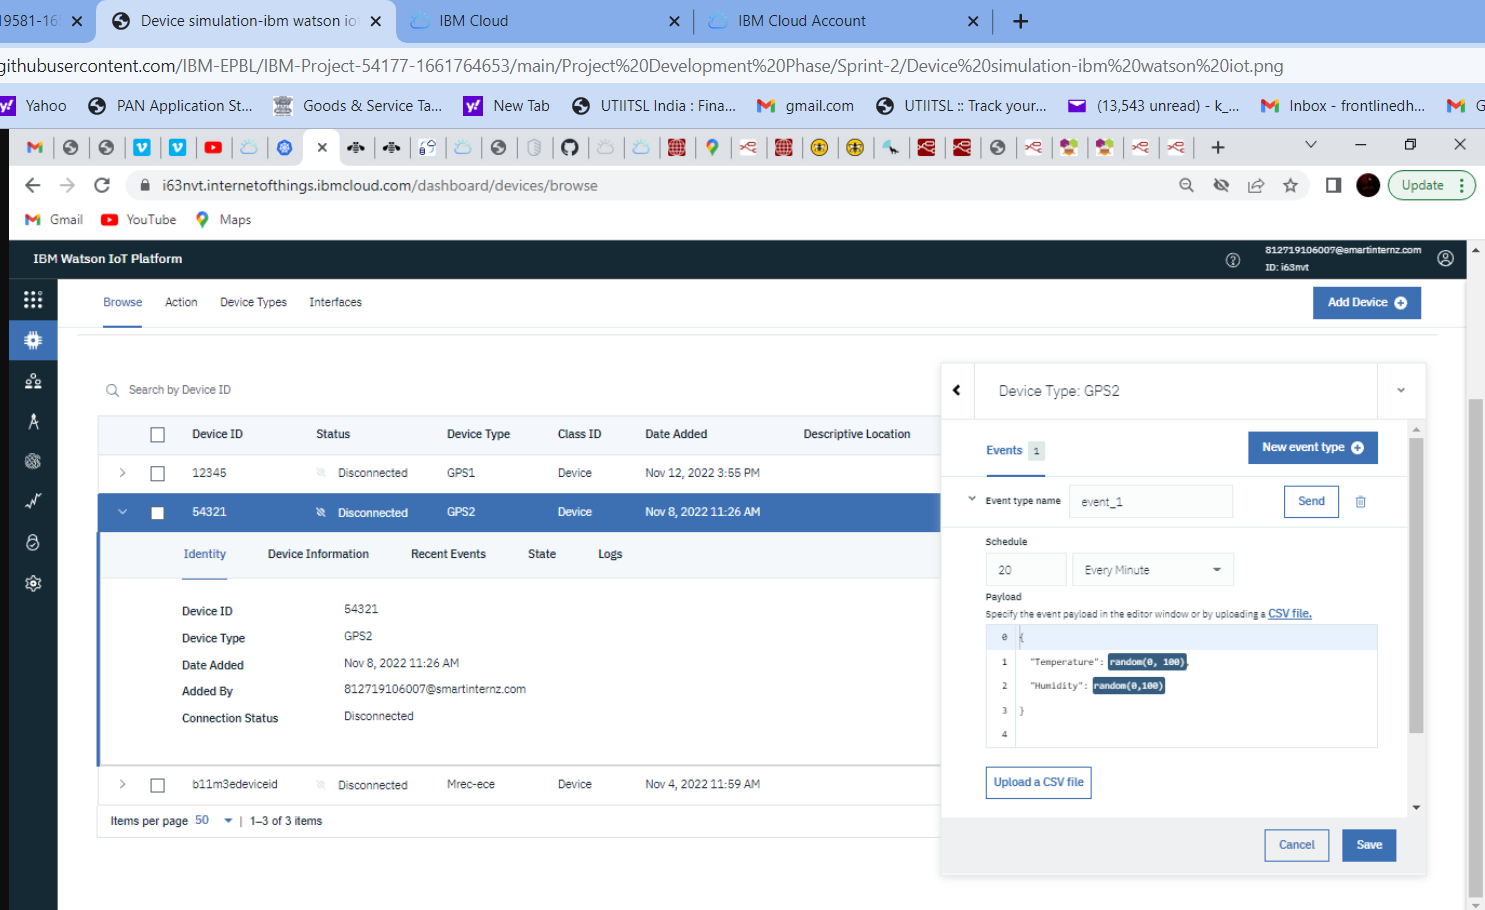 19581-16
Device simulation-ibm watson io
IBM Cloud
IBM Cloud Account
githubusercontent.com/IBM-EPBL/IBM-Project-54177-1661764653/main/Project%20Development%20Phase/Sprint-2/Device%20simulation-ibm%20watson%20iot.png
Yahoo
PAN Application St...
Goods & Service Ta...
New Tab
UTIITSL India : Fina...
gmail.com
UTIITSL :: Track your...
(13,543 unread) - k_...
Inbox - frontlinedh...
G
i63nvt.internetofthings.ibmcloud.com/dashboard/devices/browse
Update
Gmail
YouTube
Maps
IBM Watson IoT Platform
812719106007@smartinternz.com
ID: i63nvt
Browse Action Device Types Interfaces
Add Device
Search by Device ID
Device ID Status Device Type Class ID Date Added Descriptive Location
12345 Disconnected GPS1 Device Nov 12, 2022 3:55 PM
54321 Disconnected GPS2 Device Nov 8, 2022 11:26 AM
Identity Device Information Recent Events State Logs
Device ID 54321
Device Type GPS2
Date Added Nov 8, 2022 11:26 AM
Added By 812719106007@smartinternz.com
Connection Status Disconnected
b11m3edeviceid Disconnected Mrec-ece Device Nov 4, 2022 11:59 AM
Items per page 50 | 1–3 of 3 items
Device Type: GPS2
Events 1
New event type
Event type name event_1 Send
Schedule
20 Every Minute
Payload
Specify the event payload in the editor window or by uploading a CSV file.
0 {
1 "Temperature": random(0, 100),
2 "Humidity": random(0,100)
3 }
4
Upload a CSV file
Cancel Save